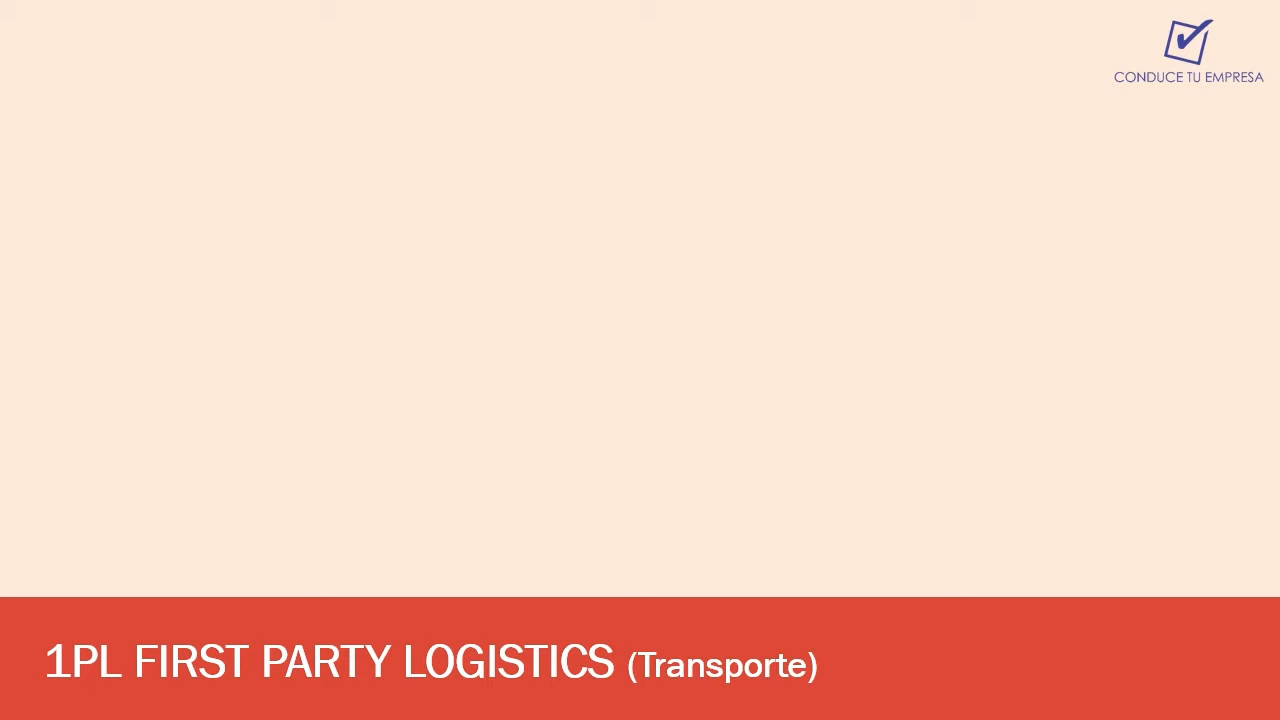 CONDUCE TU EMPRESA
1PL FIRST PARTY LOGISTICS (Transporte)